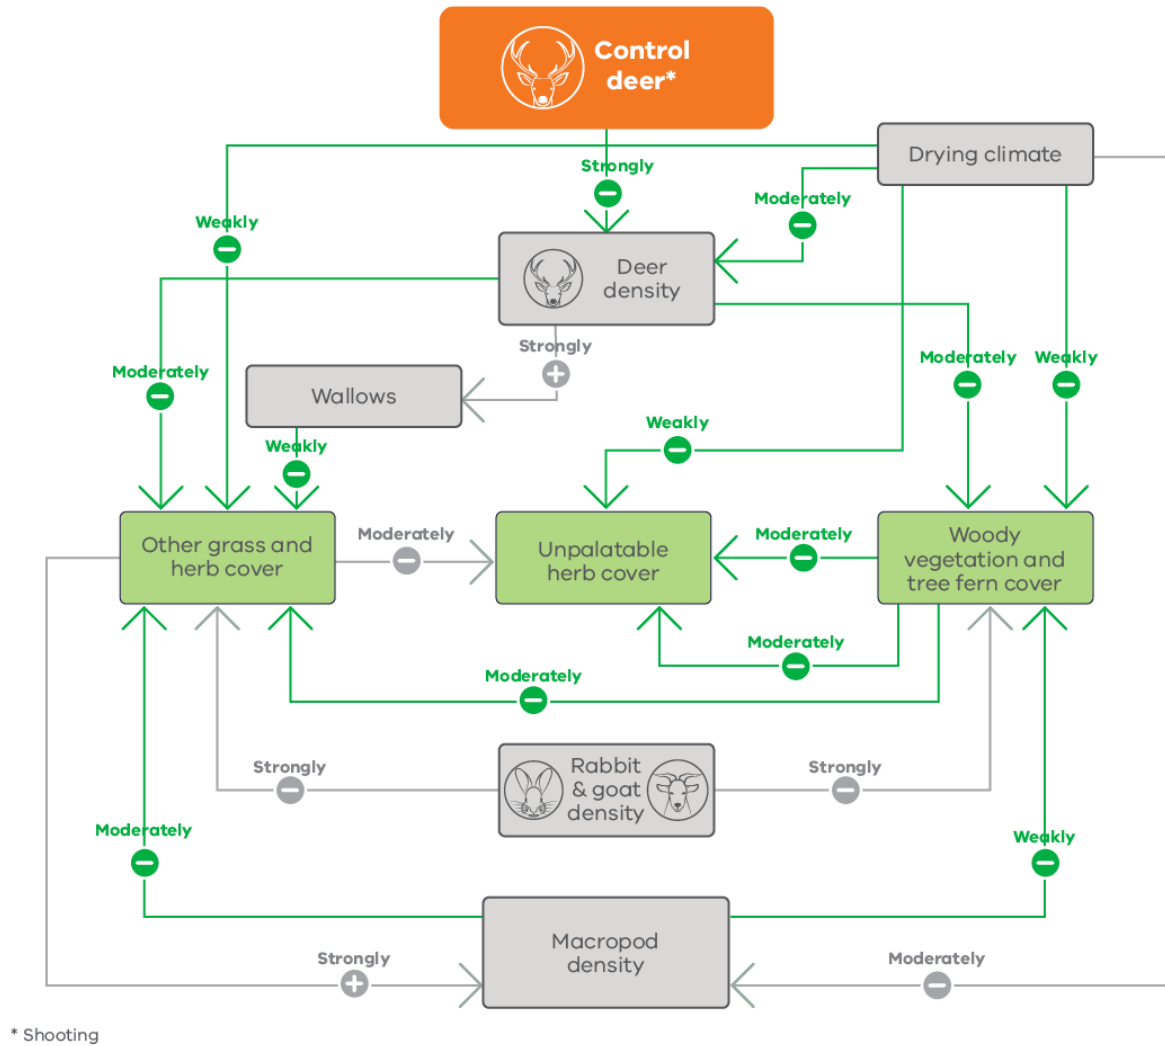 Control
deer*
Drying climate
Strongly
Moderately
Weakly
Deer
density
Strongly
Moderately
Moderately
Weakly
Wallows
Weakly
Weakly
Other grass and
herb cover
Moderately
Unpalatable
herb cover
Moderately
Woody
vegetation and
tree fern cover
Moderately
Moderately
Strongly
Rabbit
& goat
density
Strongly
Moderately
Weakly
Macropod
density
Strongly
Moderately
* Shooting